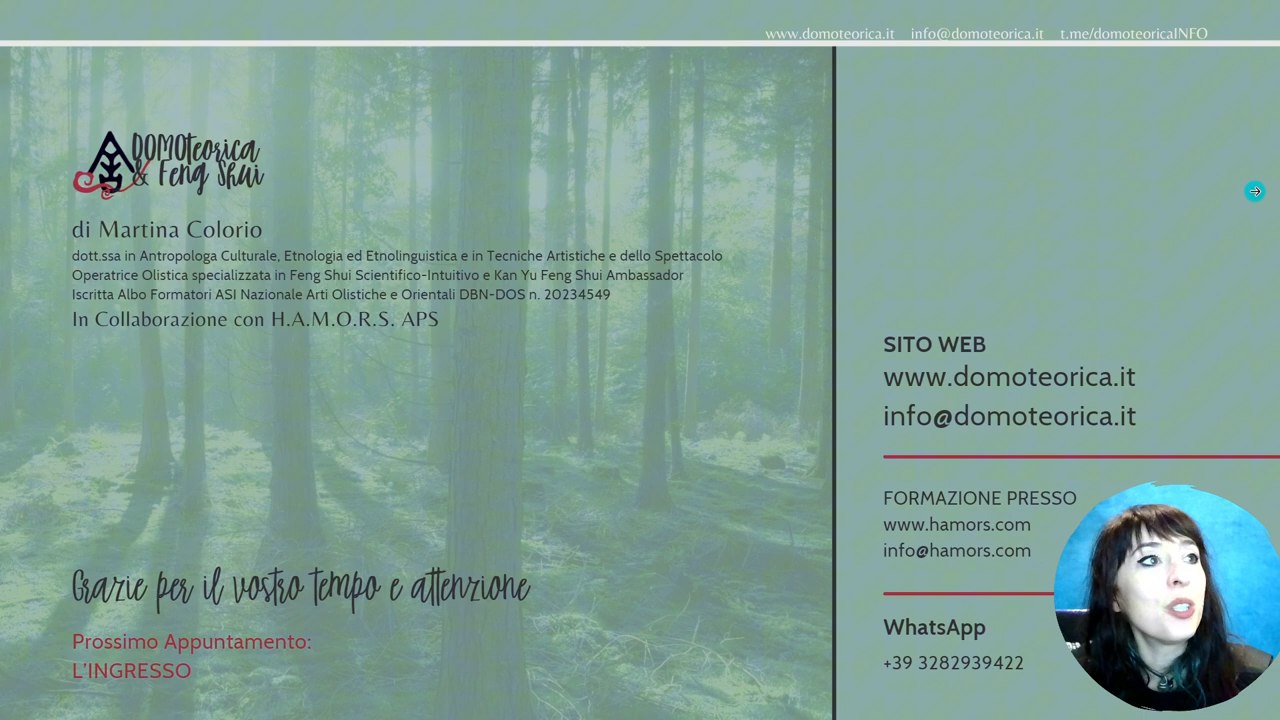 www.domoteorica.it info@domoteorica.it t.me/domoteoricaINFO
DOMOteorica
& Feng Shui
di Martina Colorio
dott.ssa in Antropologa Culturale, Etnologia ed Etnolinguistica e in Tecniche Artistiche e dello Spettacolo
Operatrice Olistica specializzata in Feng Shui Scientifico-Intuitivo e Kan Yu Feng Shui Ambassador
Iscritta Albo Formatori ASI Nazionale Arti Olistiche e Orientali DBN-DOS n. 20234549
In Collaborazione con H.A.M.O.R.S. APS
Grazie per il vostro tempo e attenzione
Prossimo Appuntamento:
L'INGRESSO
SITO WEB
www.domoteorica.it
info@domoteorica.it
FORMAZIONE PRESSO
www.hamors.com
info@hamors.com
WhatsApp
+39 3282939422